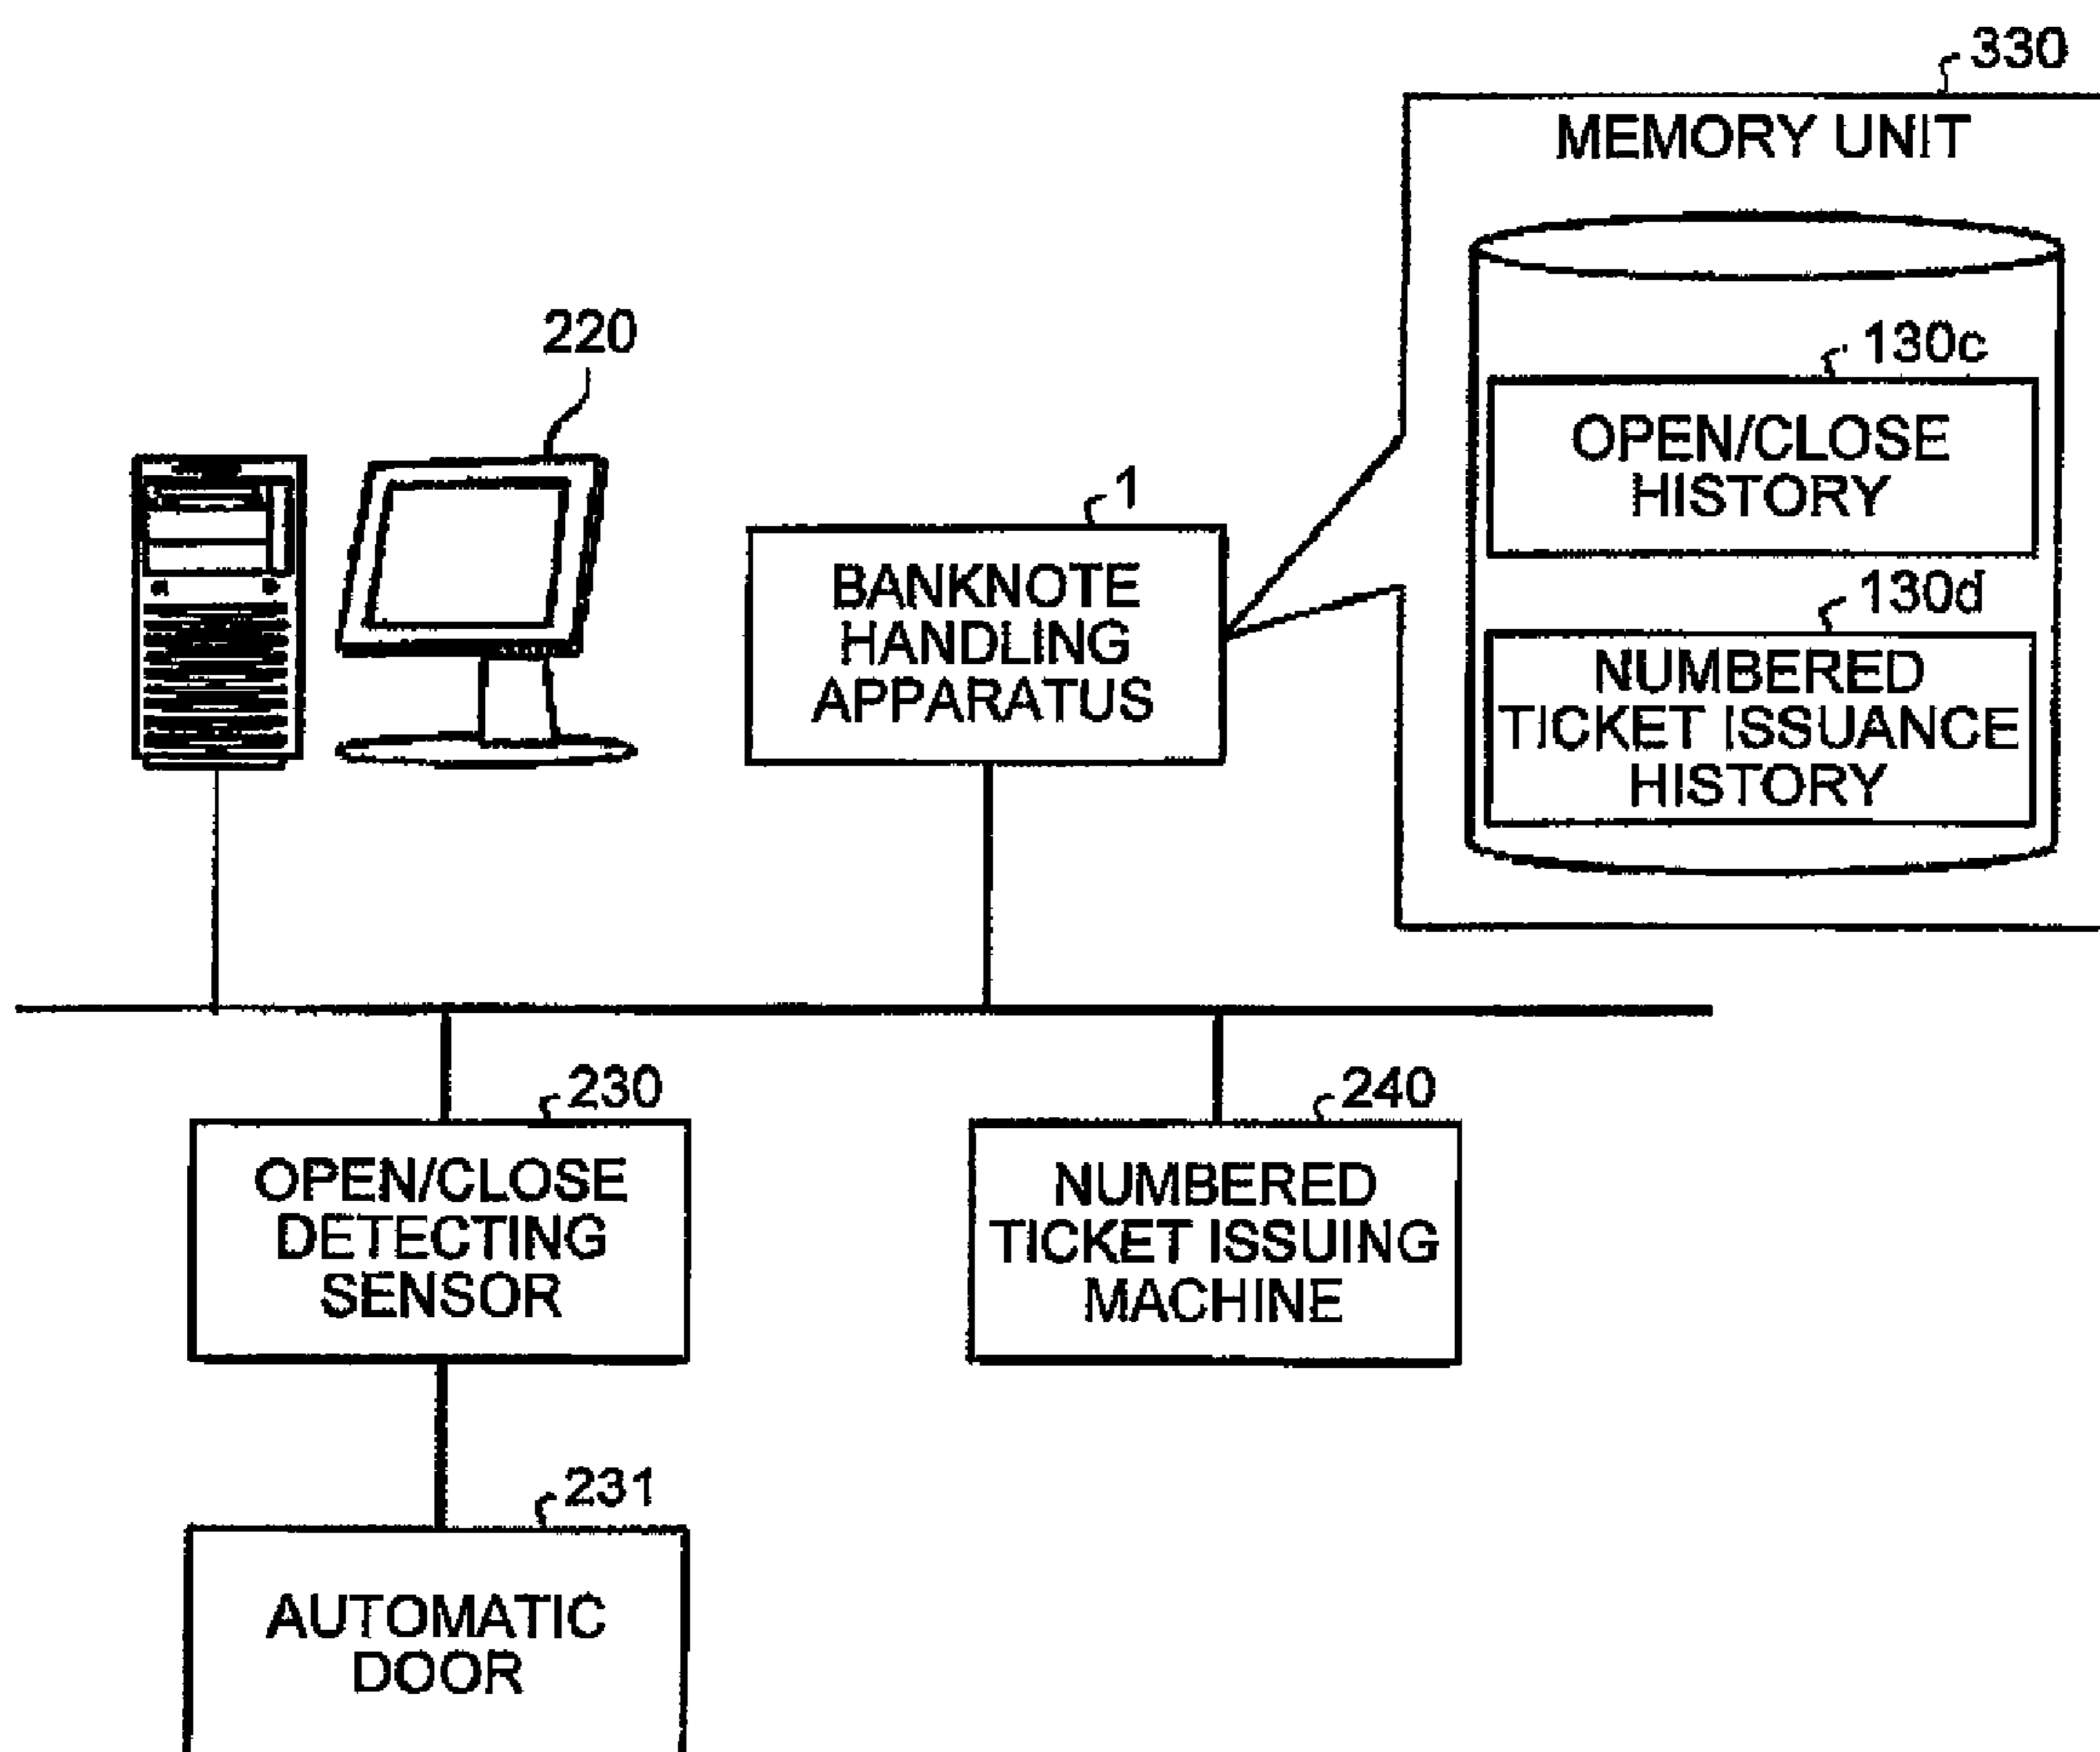 330
MEMORY UNIT
130c
OPEN/CLOSE
HISTORY
130d
NUMBERED
TICKET ISSUANCE
HISTORY
220
1
BANKNOTE
HANDLING
APPARATUS
230
OPEN/CLOSE
DETECTING
SENSOR
240
NUMBERED
TICKET ISSUING
MACHINE
231
AUTOMATIC
DOOR